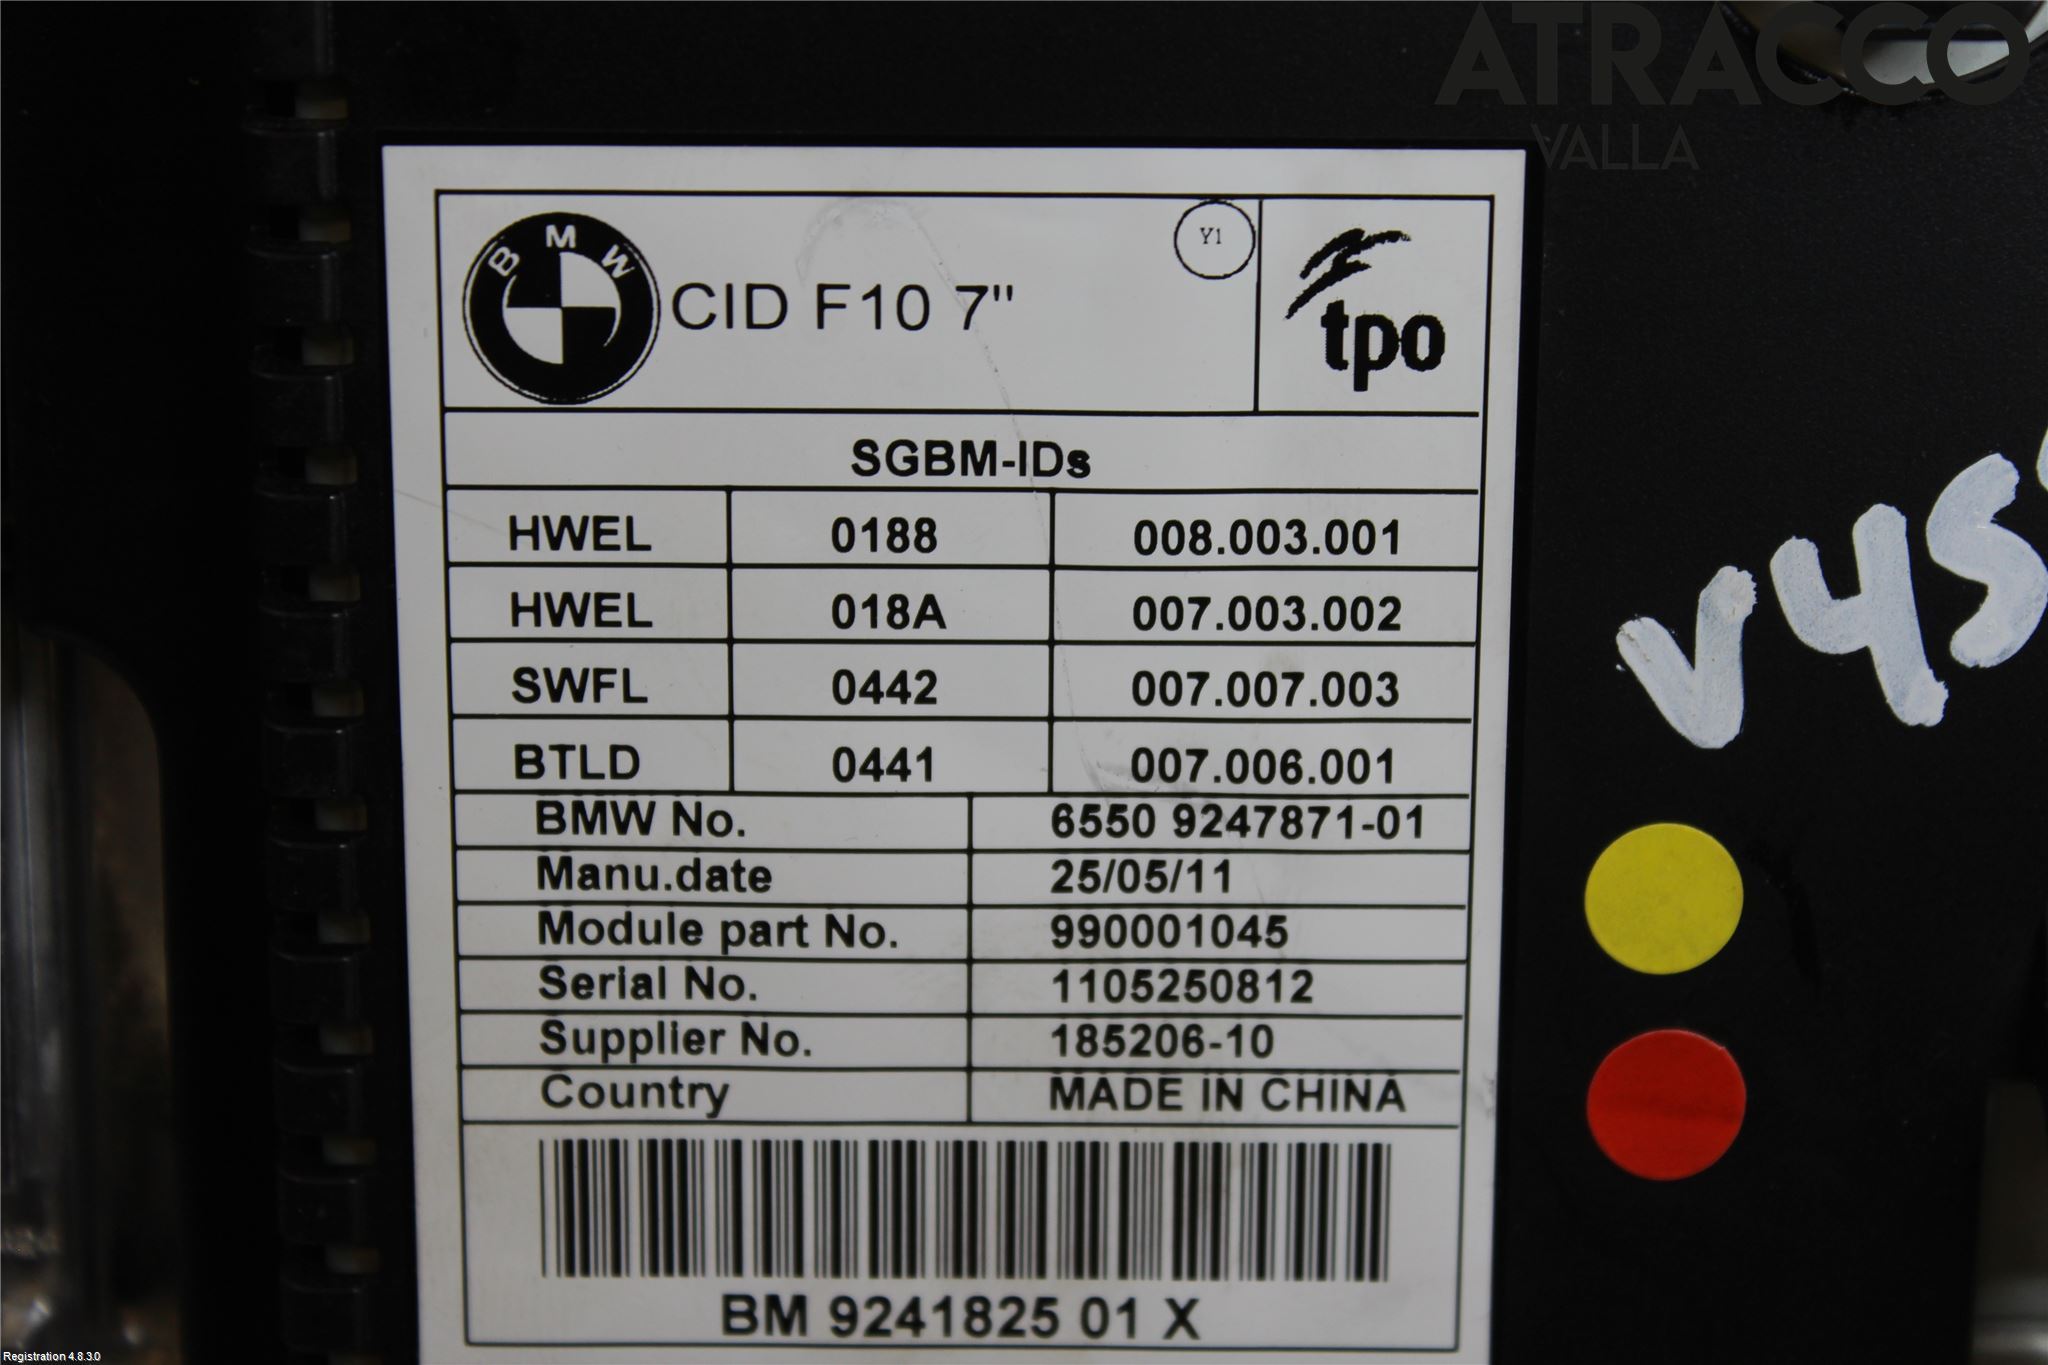 ATRACCO
VALLA
BMW
CID F10 7"
Y1
tpo
SGBM-IDs
HWEL 0188 008.003.001
HWEL 018A 007.003.002
SWFL 0442 007.007.003
BTLD 0441 007.006.001
BMW No. 6550 9247871-01
Manu.date 25/05/11
Module part No. 990001045
Serial No. 1105250812
Supplier No. 185206-10
Country MADE IN CHINA
BM 9241825 01 X
V45
Registration 4.8.3.0